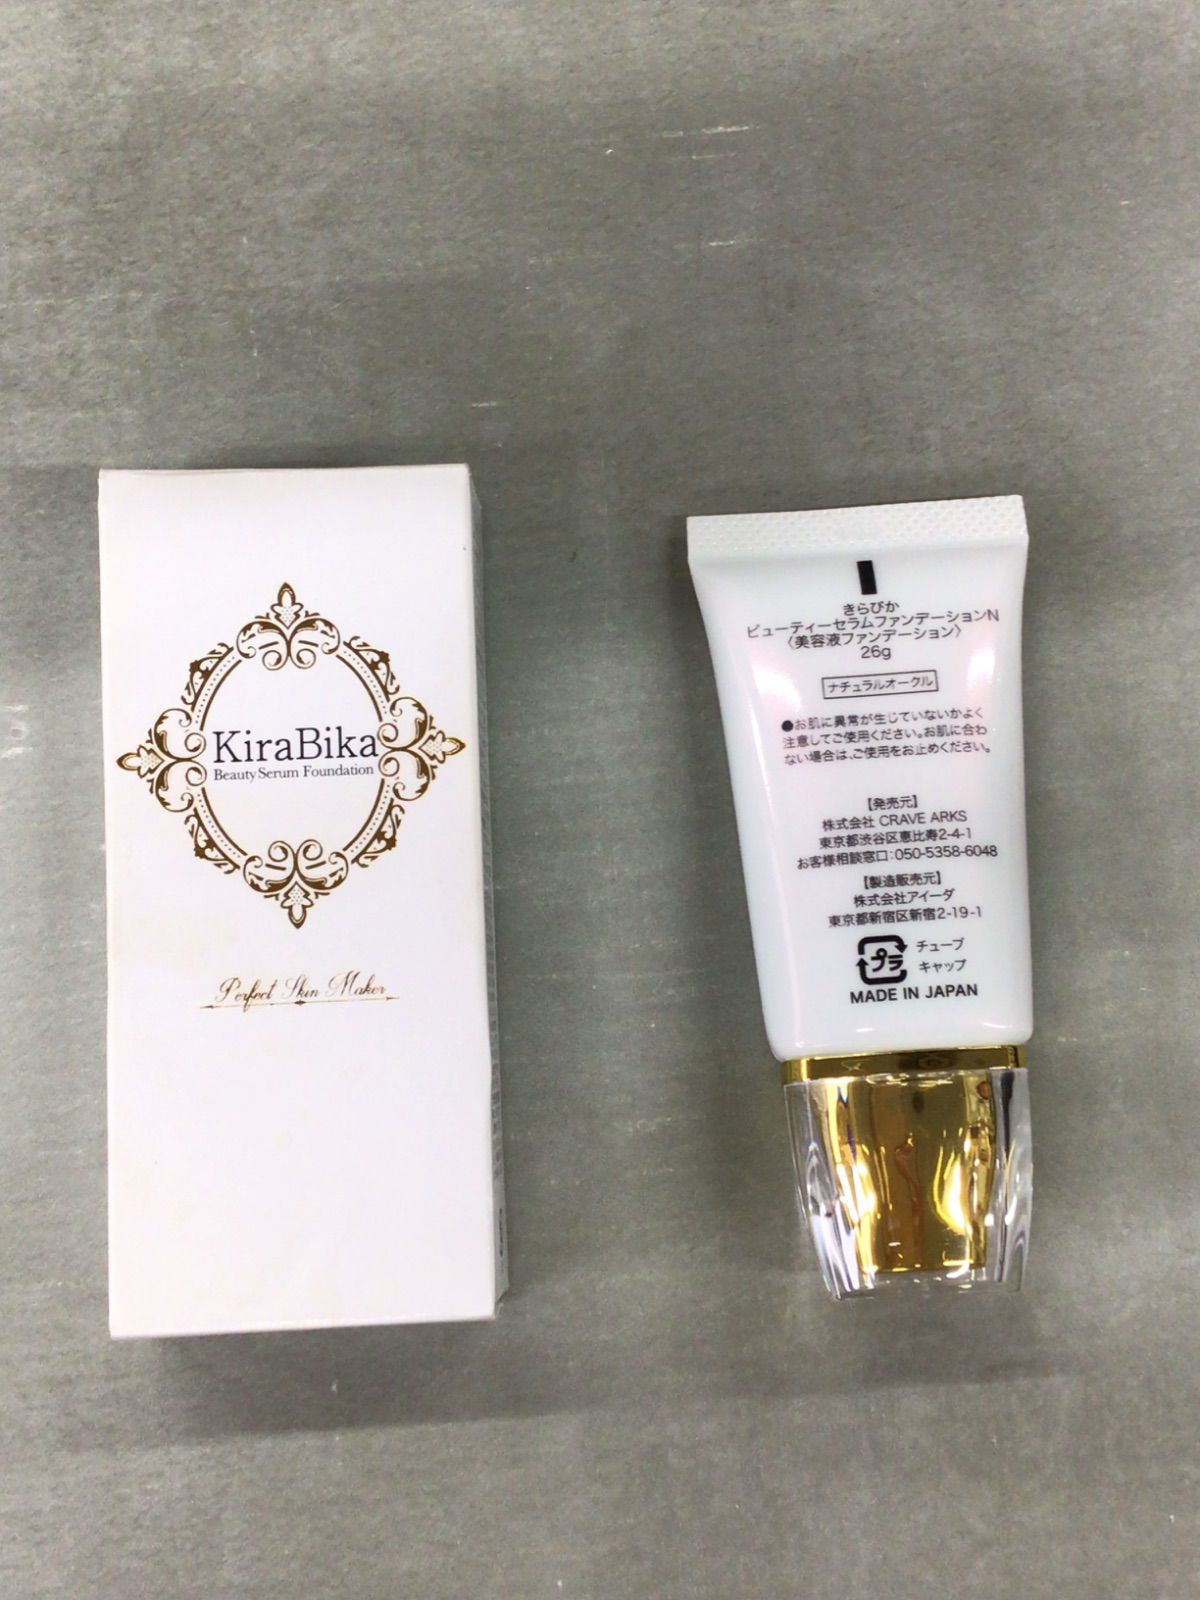 KiraBika
Beauty Serum Foundation
Perfect Skin Maker
きらびか
ビューティーセラムファンデーションN
〈美容液ファンデーション〉
26g
ナチュラルオークル
●お肌に異常が生じていないかよく
注意してご使用ください。お肌に合わ
ない場合は、ご使用をお止めください。
【発売元】
株式会社 CRAVE ARKS
東京都渋谷区恵比寿2-4-1
お客様相談窓口:050-5358-6048
【製造販売元】
株式会社アイーダ
東京都新宿区新宿2-19-1
プラ
チューブ
キャップ
MADE IN JAPAN